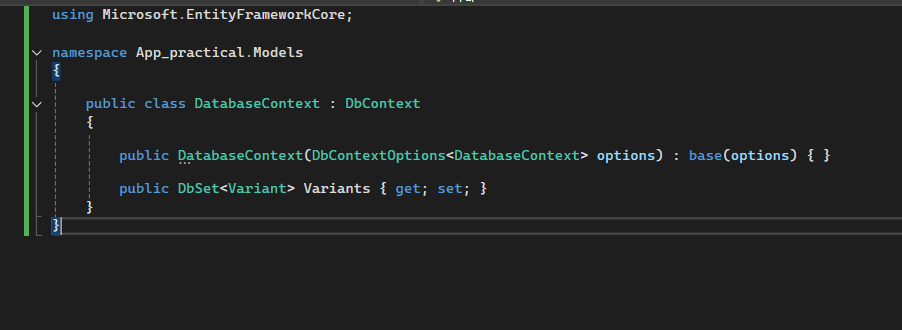 using Microsoft.EntityFrameworkCore;
namespace App_practical.Models
{
public class DatabaseContext : DbContext
{
public DatabaseContext(DbContextOptions<DatabaseContext> options) : base(options) { }
public DbSet<Variant> Variants { get; set; }
}
}